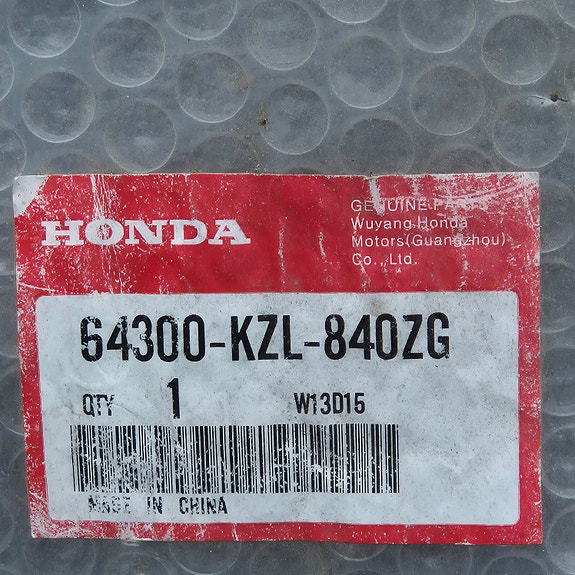 HONDA
GENUINE PARTS
Wuyang Honda
Motors(Guangzhou)
Co., Ltd.
64300-KZL-840ZG
QTY 1 W13D15
MADE IN CHINA